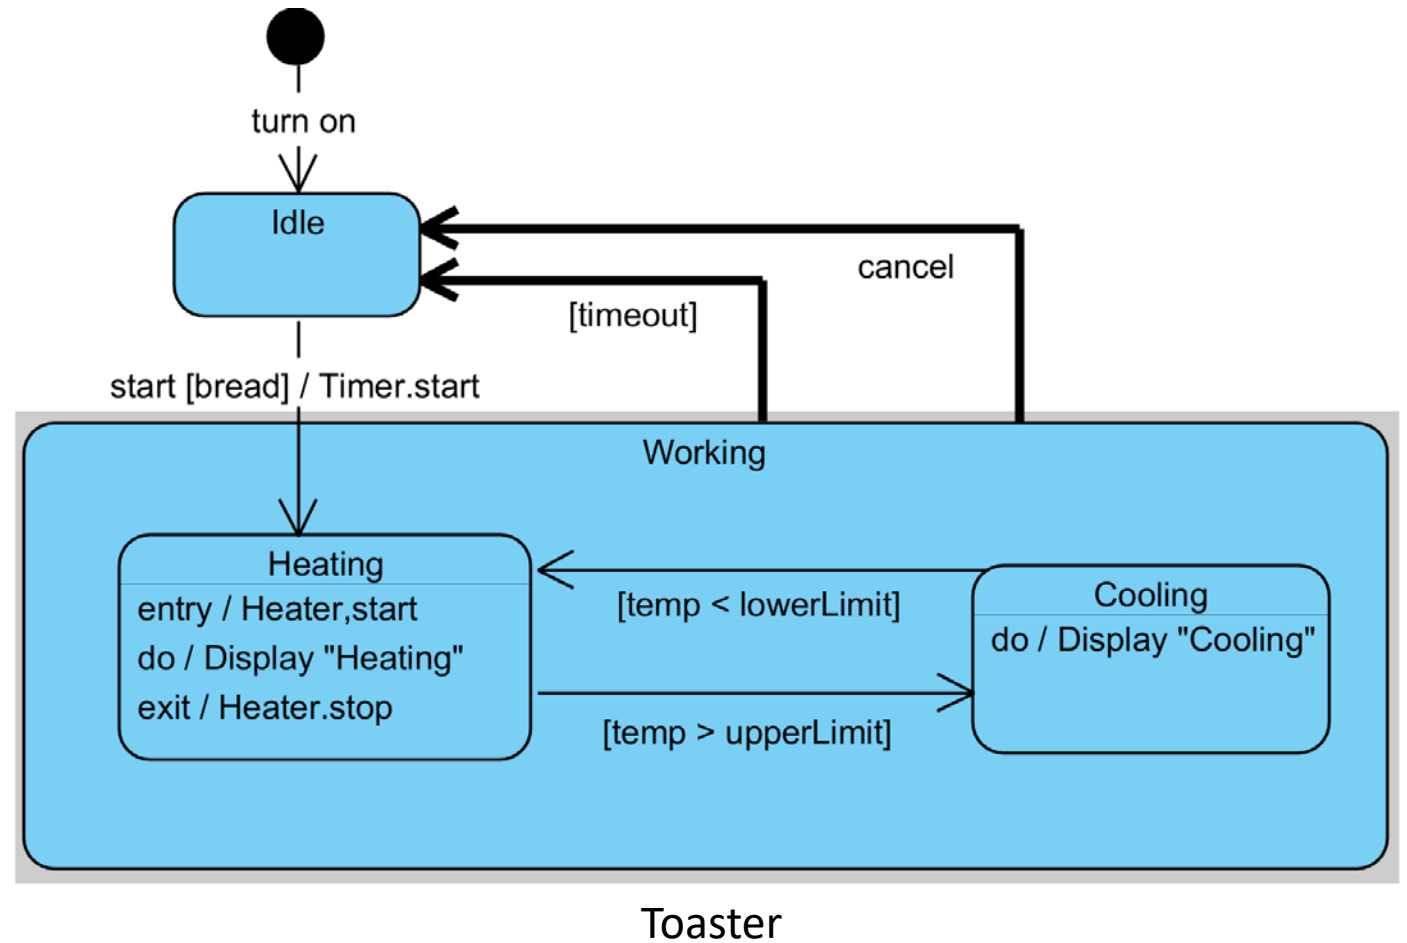 turn on
Idle
cancel
[timeout]
start [bread] / Timer.start
Working
Heating
entry / Heater,start
do / Display "Heating"
exit / Heater.stop
[temp < lowerLimit]
[temp > upperLimit]
Cooling
do / Display "Cooling"
Toaster